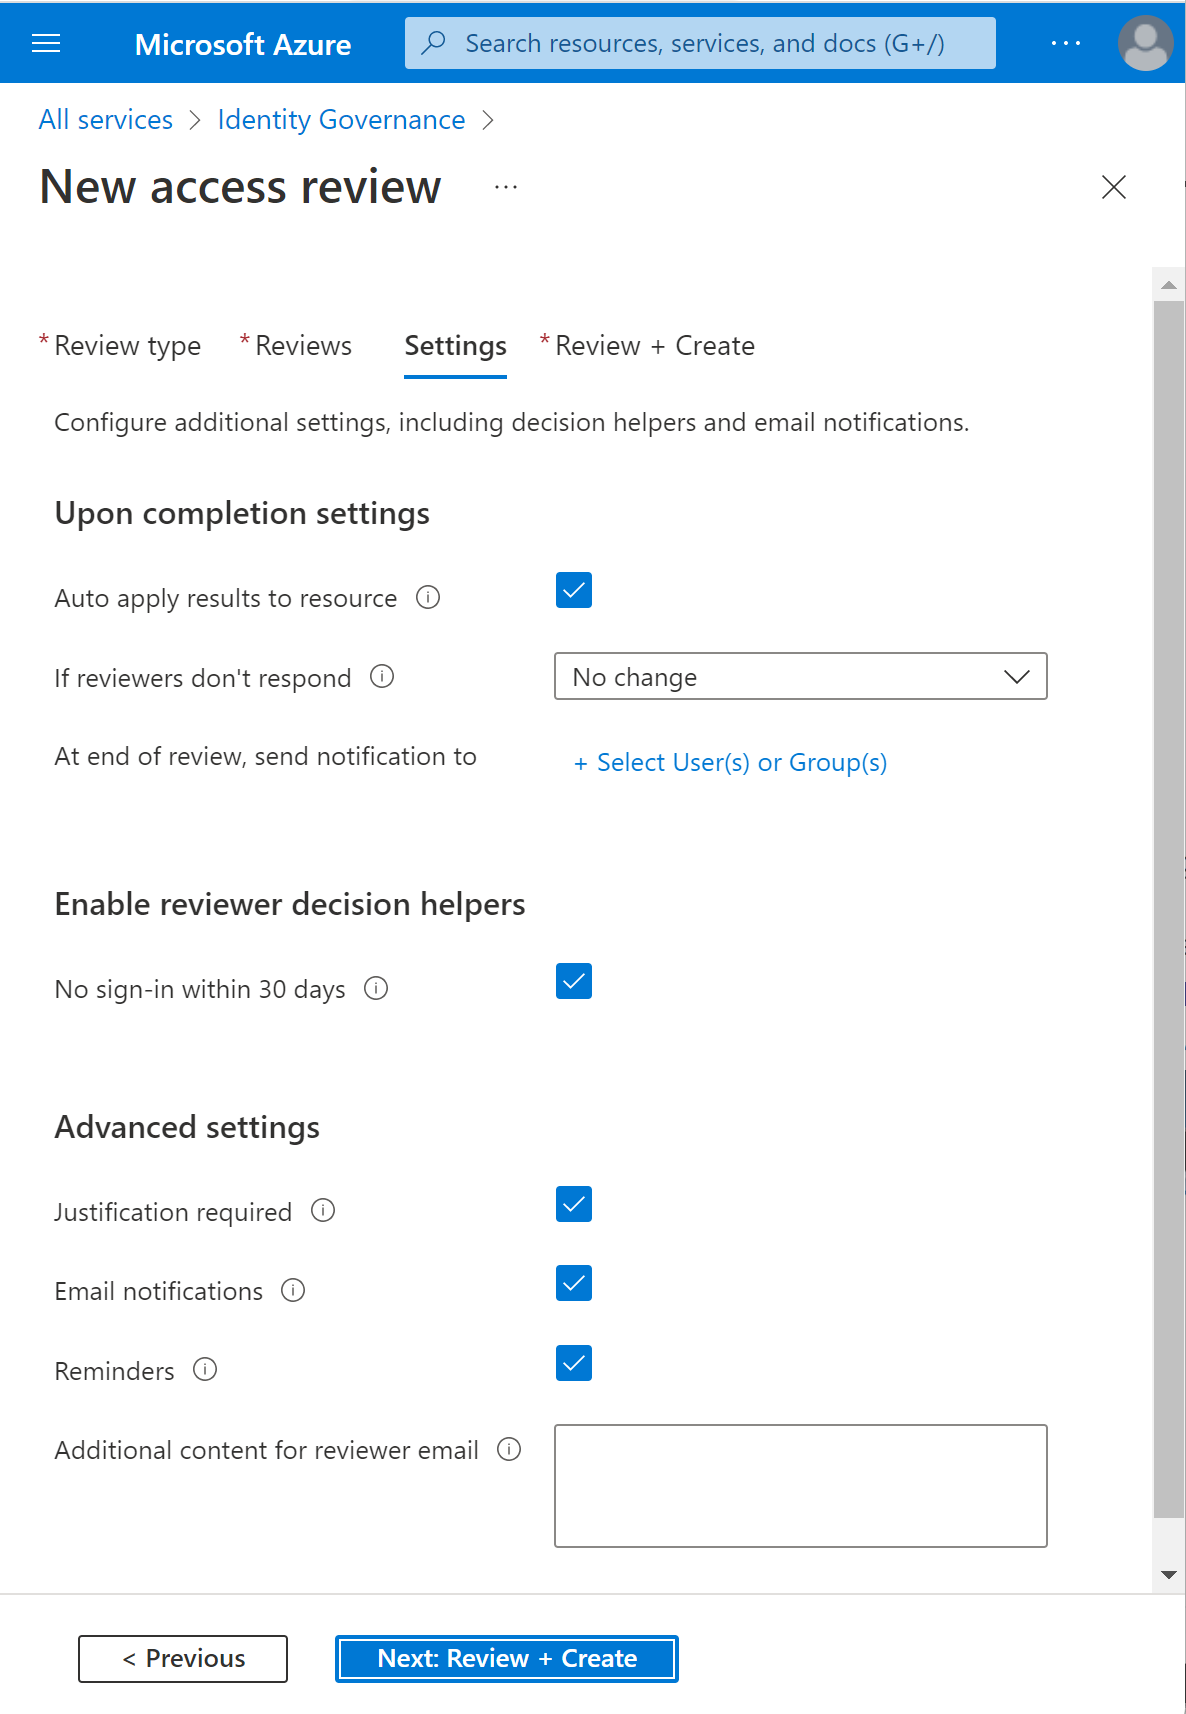 Microsoft Azure
Search resources, services, and docs (G+/)
All services > Identity Governance >
New access review ...
* Review type * Reviews Settings * Review + Create
Configure additional settings, including decision helpers and email notifications.
Upon completion settings
Auto apply results to resource
If reviewers don't respond No change
At end of review, send notification to + Select User(s) or Group(s)
Enable reviewer decision helpers
No sign-in within 30 days
Advanced settings
Justification required
Email notifications
Reminders
Additional content for reviewer email
< Previous Next: Review + Create